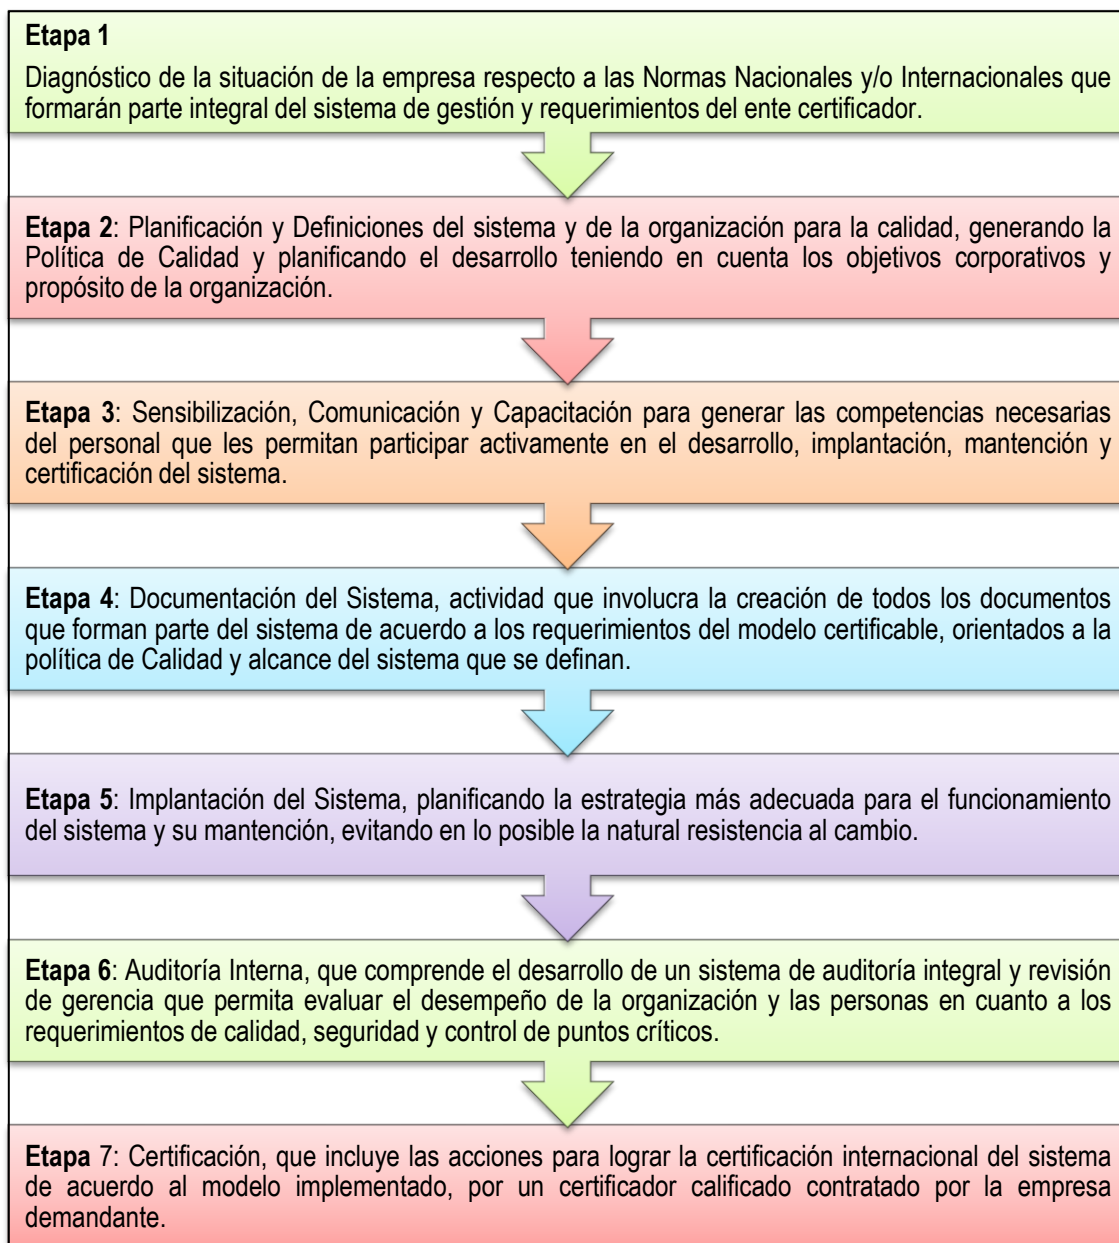 Etapa 1
Diagnóstico de la situación de la empresa respecto a las Normas Nacionales y/o Internacionales que
formarán parte integral del sistema de gestión y requerimientos del ente certificador.
Etapa 2: Planificación y Definiciones del sistema y de la organización para la calidad, generando la
Política de Calidad y planificando el desarrollo teniendo en cuenta los objetivos corporativos y
propósito de la organización.
Etapa 3: Sensibilización, Comunicación y Capacitación para generar las competencias necesarias
del personal que les permitan participar activamente en el desarrollo, implantación, mantención y
certificación del sistema.
Etapa 4: Documentación del Sistema, actividad que involucra la creación de todos los documentos
que forman parte del sistema de acuerdo a los requerimientos del modelo certificable, orientados a la
política de Calidad y alcance del sistema que se definan.
Etapa 5: Implantación del Sistema, planificando la estrategia más adecuada para el funcionamiento
del sistema y su mantención, evitando en lo posible la natural resistencia al cambio.
Etapa 6: Auditoría Interna, que comprende el desarrollo de un sistema de auditoría integral y revisión
de gerencia que permita evaluar el desempeño de la organización y las personas en cuanto a los
requerimientos de calidad, seguridad y control de puntos críticos.
Etapa 7: Certificación, que incluye las acciones para lograr la certificación internacional del sistema
de acuerdo al modelo implementado, por un certificador calificado contratado por la empresa
demandante.